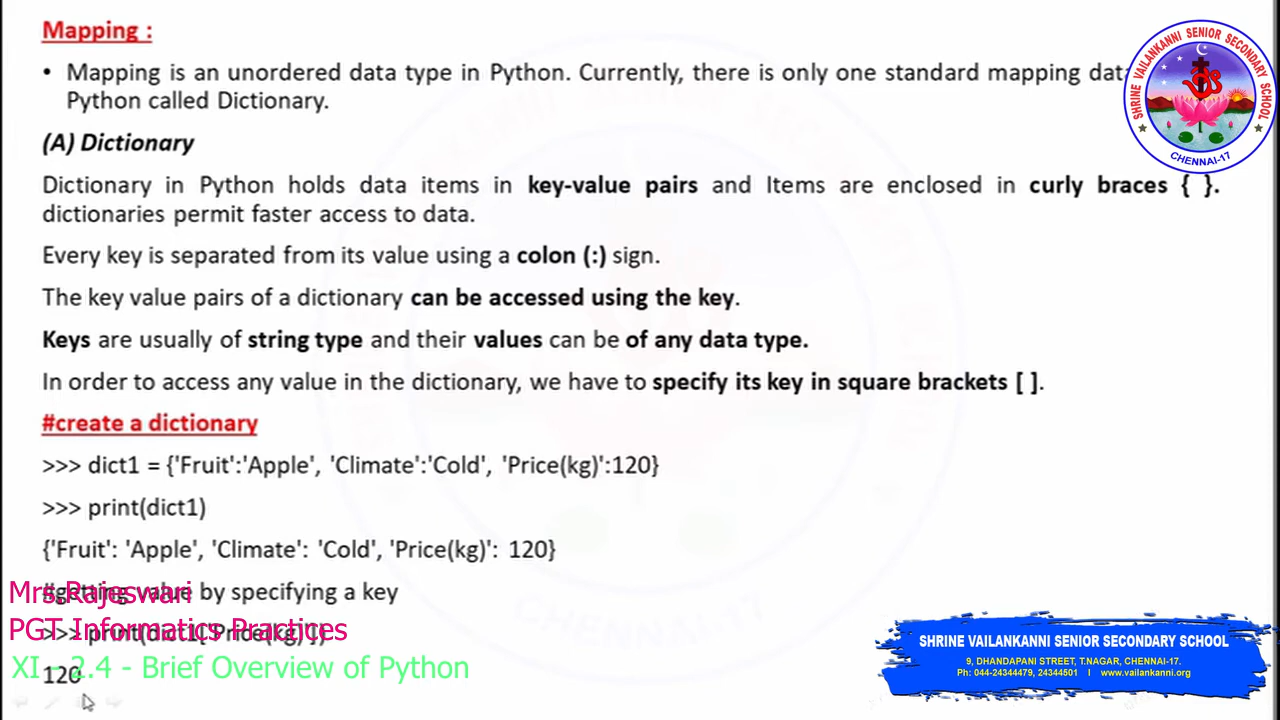 Mapping :
• Mapping is an unordered data type in Python. Currently, there is only one standard mapping
Python called Dictionary.
(A) Dictionary
Dictionary in Python holds data items in key-value pairs and Items are enclosed in curly braces { }.
dictionaries permit faster access to data.
Every key is separated from its value using a colon (:) sign.
The key value pairs of a dictionary can be accessed using the key.
Keys are usually of string type and their values can be of any data type.
In order to access any value in the dictionary, we have to specify its key in square brackets [ ].
#create a dictionary
>>> dict1 = {'Fruit':'Apple', 'Climate':'Cold', 'Price(kg)':120}
>>> print(dict1)
{'Fruit': 'Apple', 'Climate': 'Cold', 'Price(kg)': 120}
#getting value by specifying a key
>>> print(dict1['Price(kg)'])
120
Mrs.Rajeswari
PGT Informatics Practices
XI - 2.4 - Brief Overview of Python
SHRINE VAILANKANNI SENIOR SECONDARY SCHOOL
CHENNAI-17
SHRINE VAILANKANNI SENIOR SECONDARY SCHOOL
9, DHANDAPANI STREET, T.NAGAR, CHENNAI-17.
Ph: 044-24344479, 24344501 I www.vailankanni.org